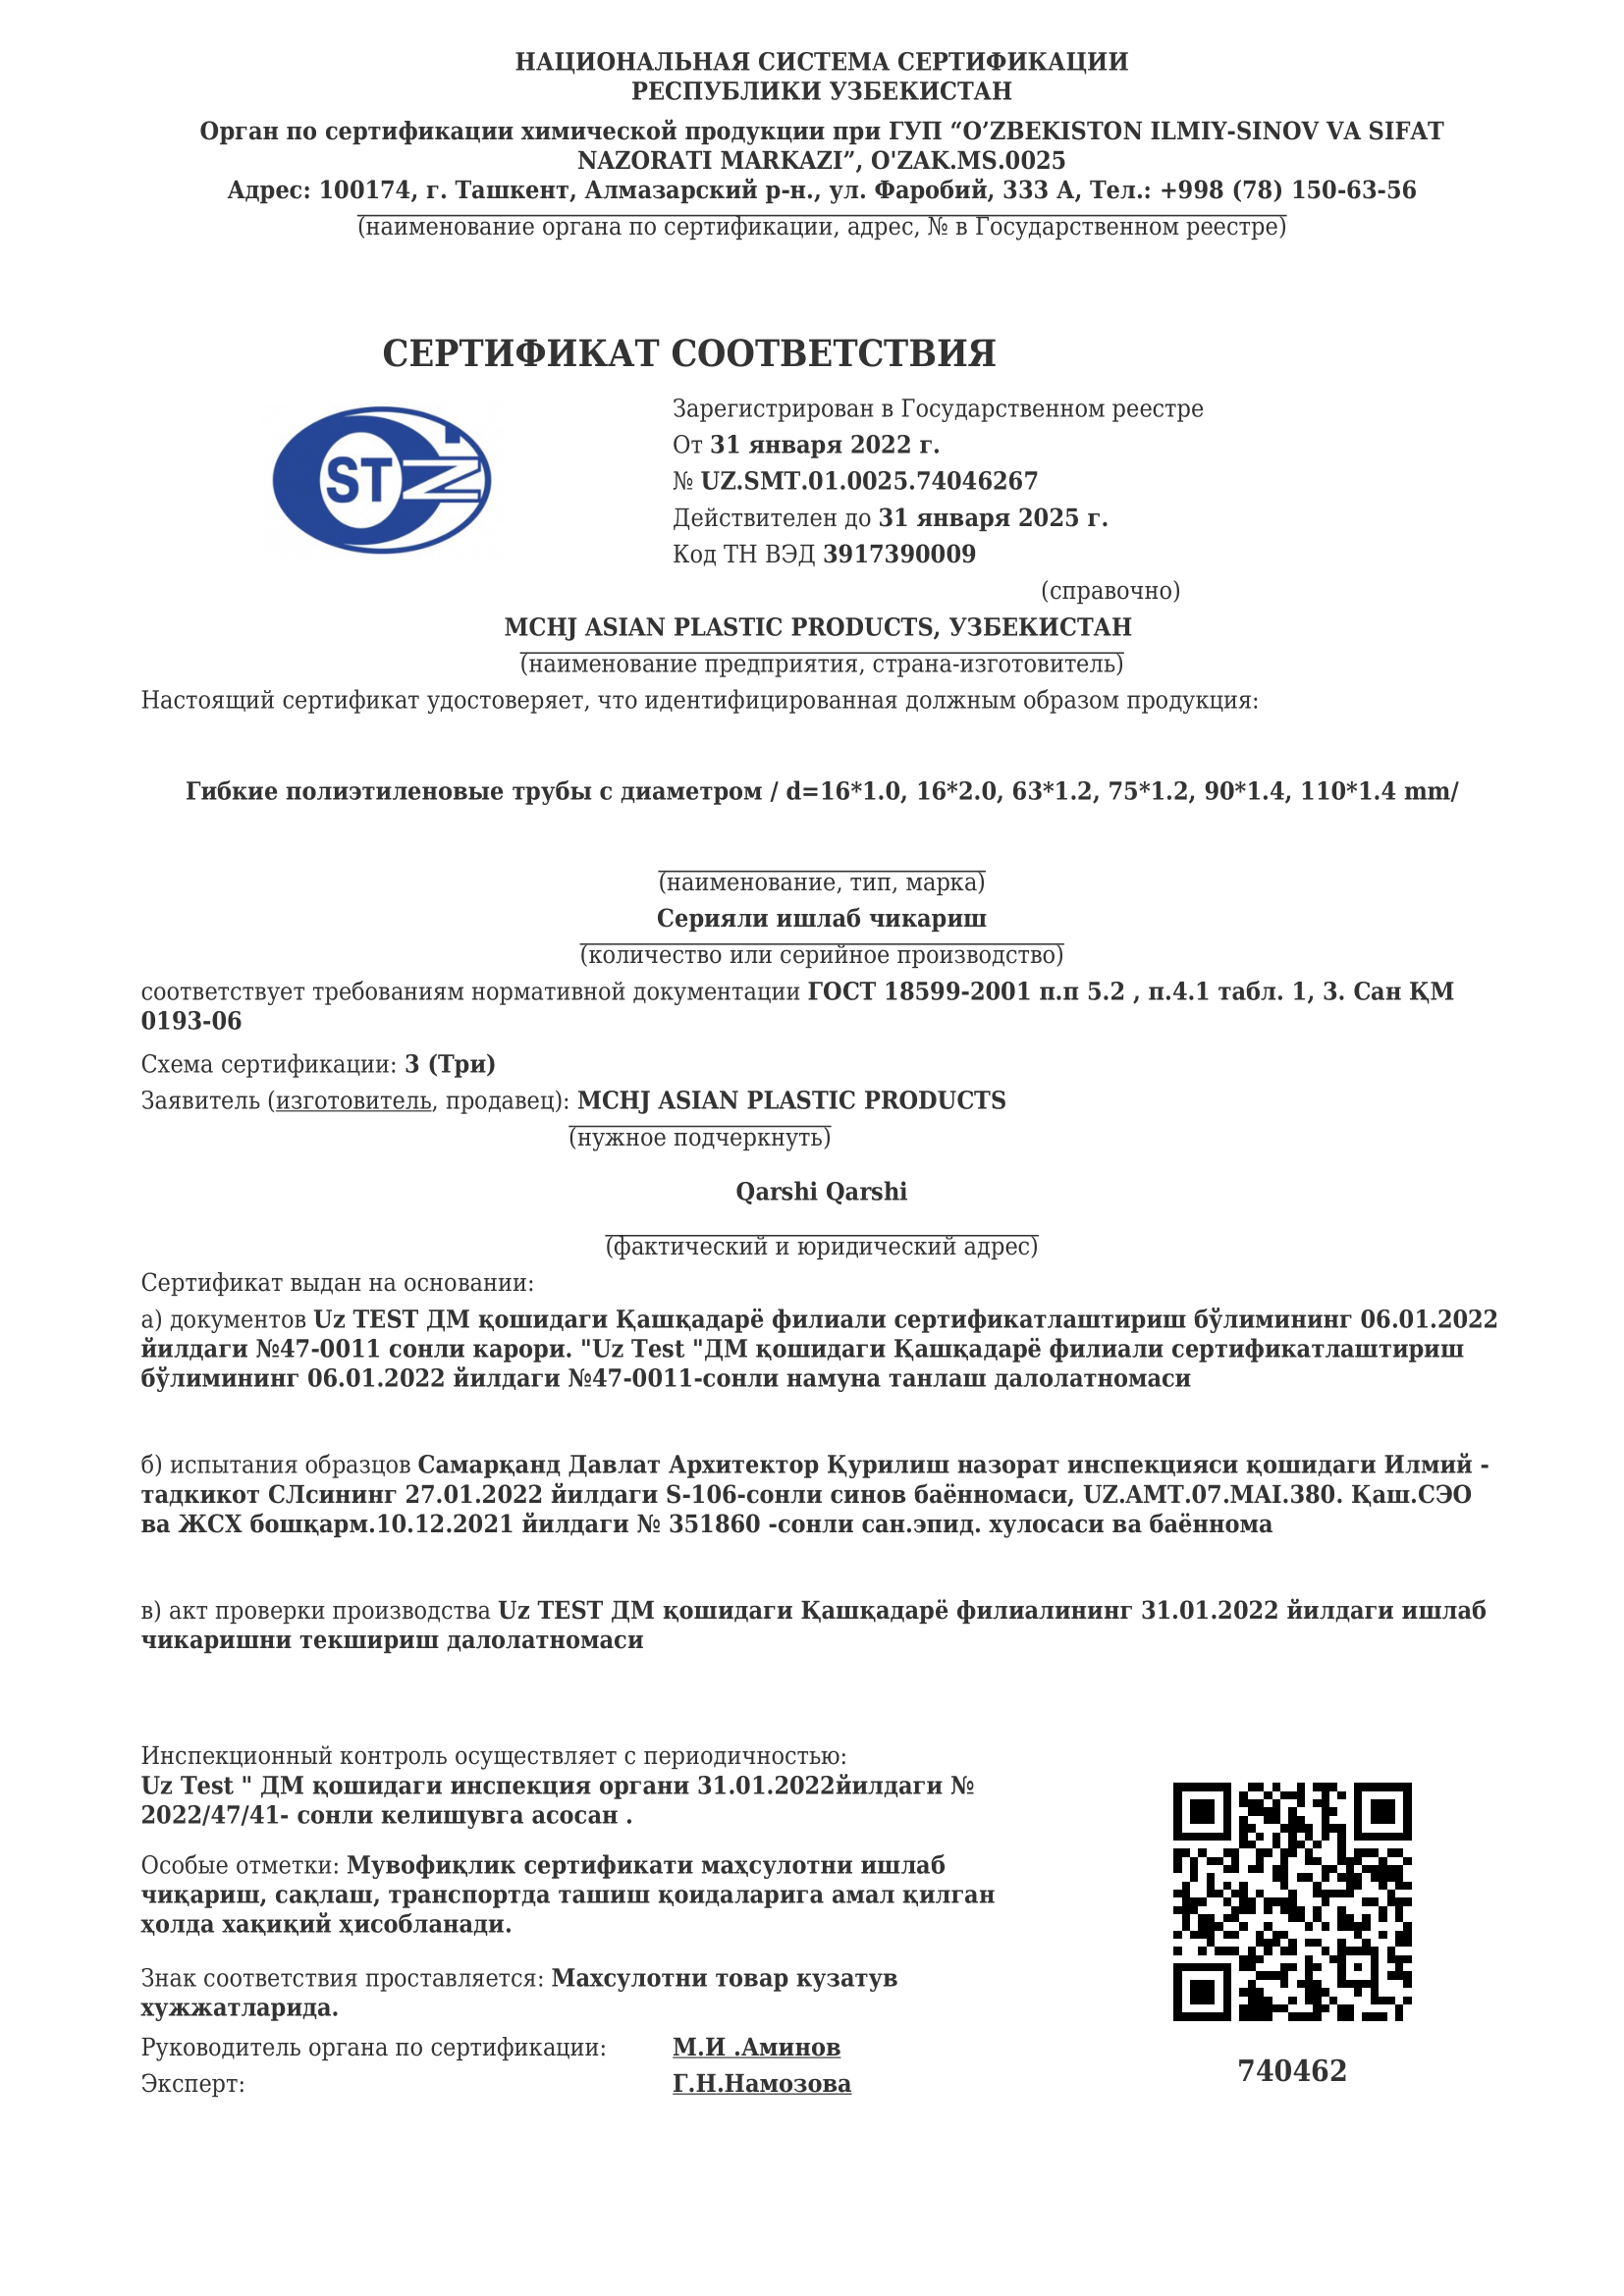 НАЦИОНАЛЬНАЯ СИСТЕМА СЕРТИФИКАЦИИ
РЕСПУБЛИКИ УЗБЕКИСТАН
Орган по сертификации химической продукции при ГУП “O’ZBEKISTON ILMIY-SINOV VA SIFAT
NAZORATI MARKAZI”, O'ZAK.MS.0025
Адрес: 100174, г. Ташкент, Алмазарский р-н., ул. Фаробий, 333 А, Тел.: +998 (78) 150-63-56
(наименование органа по сертификации, адрес, № в Государственном реестре)
СЕРТИФИКАТ СООТВЕТСТВИЯ
ST
Зарегистрирован в Государственном реестре
От 31 января 2022 г.
№ UZ.SMT.01.0025.74046267
Действителен до 31 января 2025 г.
Код ТН ВЭД 3917390009
(справочно)
MCHJ ASIAN PLASTIC PRODUCTS, УЗБЕКИСТАН
(наименование предприятия, страна-изготовитель)
Настоящий сертификат удостоверяет, что идентифицированная должным образом продукция:
Гибкие полиэтиленовые трубы с диаметром / d=16*1.0, 16*2.0, 63*1.2, 75*1.2, 90*1.4, 110*1.4 mm/
(наименование, тип, марка)
Серияли ишлаб чикариш
(количество или серийное производство)
соответствует требованиям нормативной документации ГОСТ 18599-2001 п.п 5.2 , п.4.1 табл. 1, 3. Сан ҚМ
0193-06
Схема сертификации: 3 (Три)
Заявитель (изготовитель, продавец): MCHJ ASIAN PLASTIC PRODUCTS
(нужное подчеркнуть)
Qarshi Qarshi
(фактический и юридический адрес)
Сертификат выдан на основании:
а) документов Uz TEST ДМ қошидаги Қашқадарё филиали сертификатлаштириш бўлимининг 06.01.2022
йилдаги №47-0011 сонли карори. "Uz Test "ДМ қошидаги Қашқадарё филиали сертификатлаштириш
бўлимининг 06.01.2022 йилдаги №47-0011-сонли намуна танлаш далолатномаси
б) испытания образцов Самарқанд Давлат Архитектор Қурилиш назорат инспекцияси қошидаги Илмий -
тадкикот СЛсининг 27.01.2022 йилдаги S-106-сонли синов баённомаси, UZ.AMT.07.MAI.380. Қаш.СЭО
ва ЖСХ бошқарм.10.12.2021 йилдаги № 351860 -сонли сан.эпид. хулосаси ва баённома
в) акт проверки производства Uz TEST ДМ қошидаги Қашқадарё филиалининг 31.01.2022 йилдаги ишлаб
чикаришни текшириш далолатномаси
Инспекционный контроль осуществляет с периодичностью:
Uz Test " ДМ қошидаги инспекция органи 31.01.2022йилдаги №
2022/47/41- сонли келишувга асосан .
Особые отметки: Мувофиқлик сертификати маҳсулотни ишлаб
чиқариш, сақлаш, транспортда ташиш қоидаларига амал қилган
ҳолда хақиқий ҳисобланади.
Знак соответствия проставляется: Махсулотни товар кузатув
хужжатларида.
Руководитель органа по сертификации: М.И .Аминов
Эксперт: Г.Н.Намозова
740462